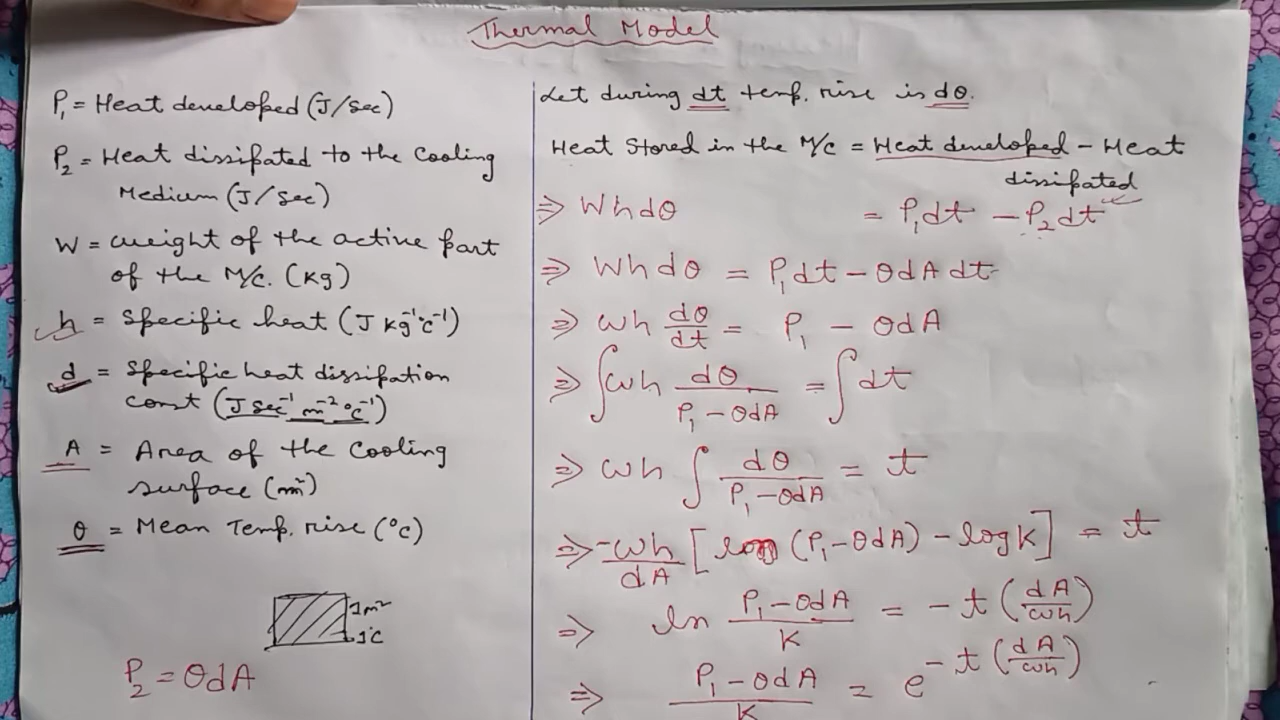 Thermal Model
P₁ = Heat developed (J/sec)
P₂ = Heat dissipated to the Cooling
Medium (J/sec)
W = weight of the active part
of the M/c. (Kg)
h = Specific heat (J kg⁻¹°c⁻¹)
d = Specific heat dissipation
const (J sec⁻¹ m⁻² °c⁻¹)
A = Area of the Cooling
surface (m²)
θ = Mean Temp. rise (°c)
1m²
1°c
P₂ = θdA
Let during dt temp. rise is dθ.
Heat Stored in the M/c = Heat developed - Heat
dissipated
⇒ Whdθ = P₁dt - P₂dt
⇒ Whdθ = P₁dt - θdAdt
⇒ wh dθ/dt = P₁ - θdA
⇒ ∫wh dθ/(P₁-θdA) = ∫dt
⇒ wh ∫ dθ/(P₁-θdA) = t
⇒ -wh/dA [log (P₁-θdA) - logK] = t
⇒ ln (P₁-θdA)/K = -t (dA/wh)
⇒ (P₁-θdA)/K = e^-t(dA/wh)